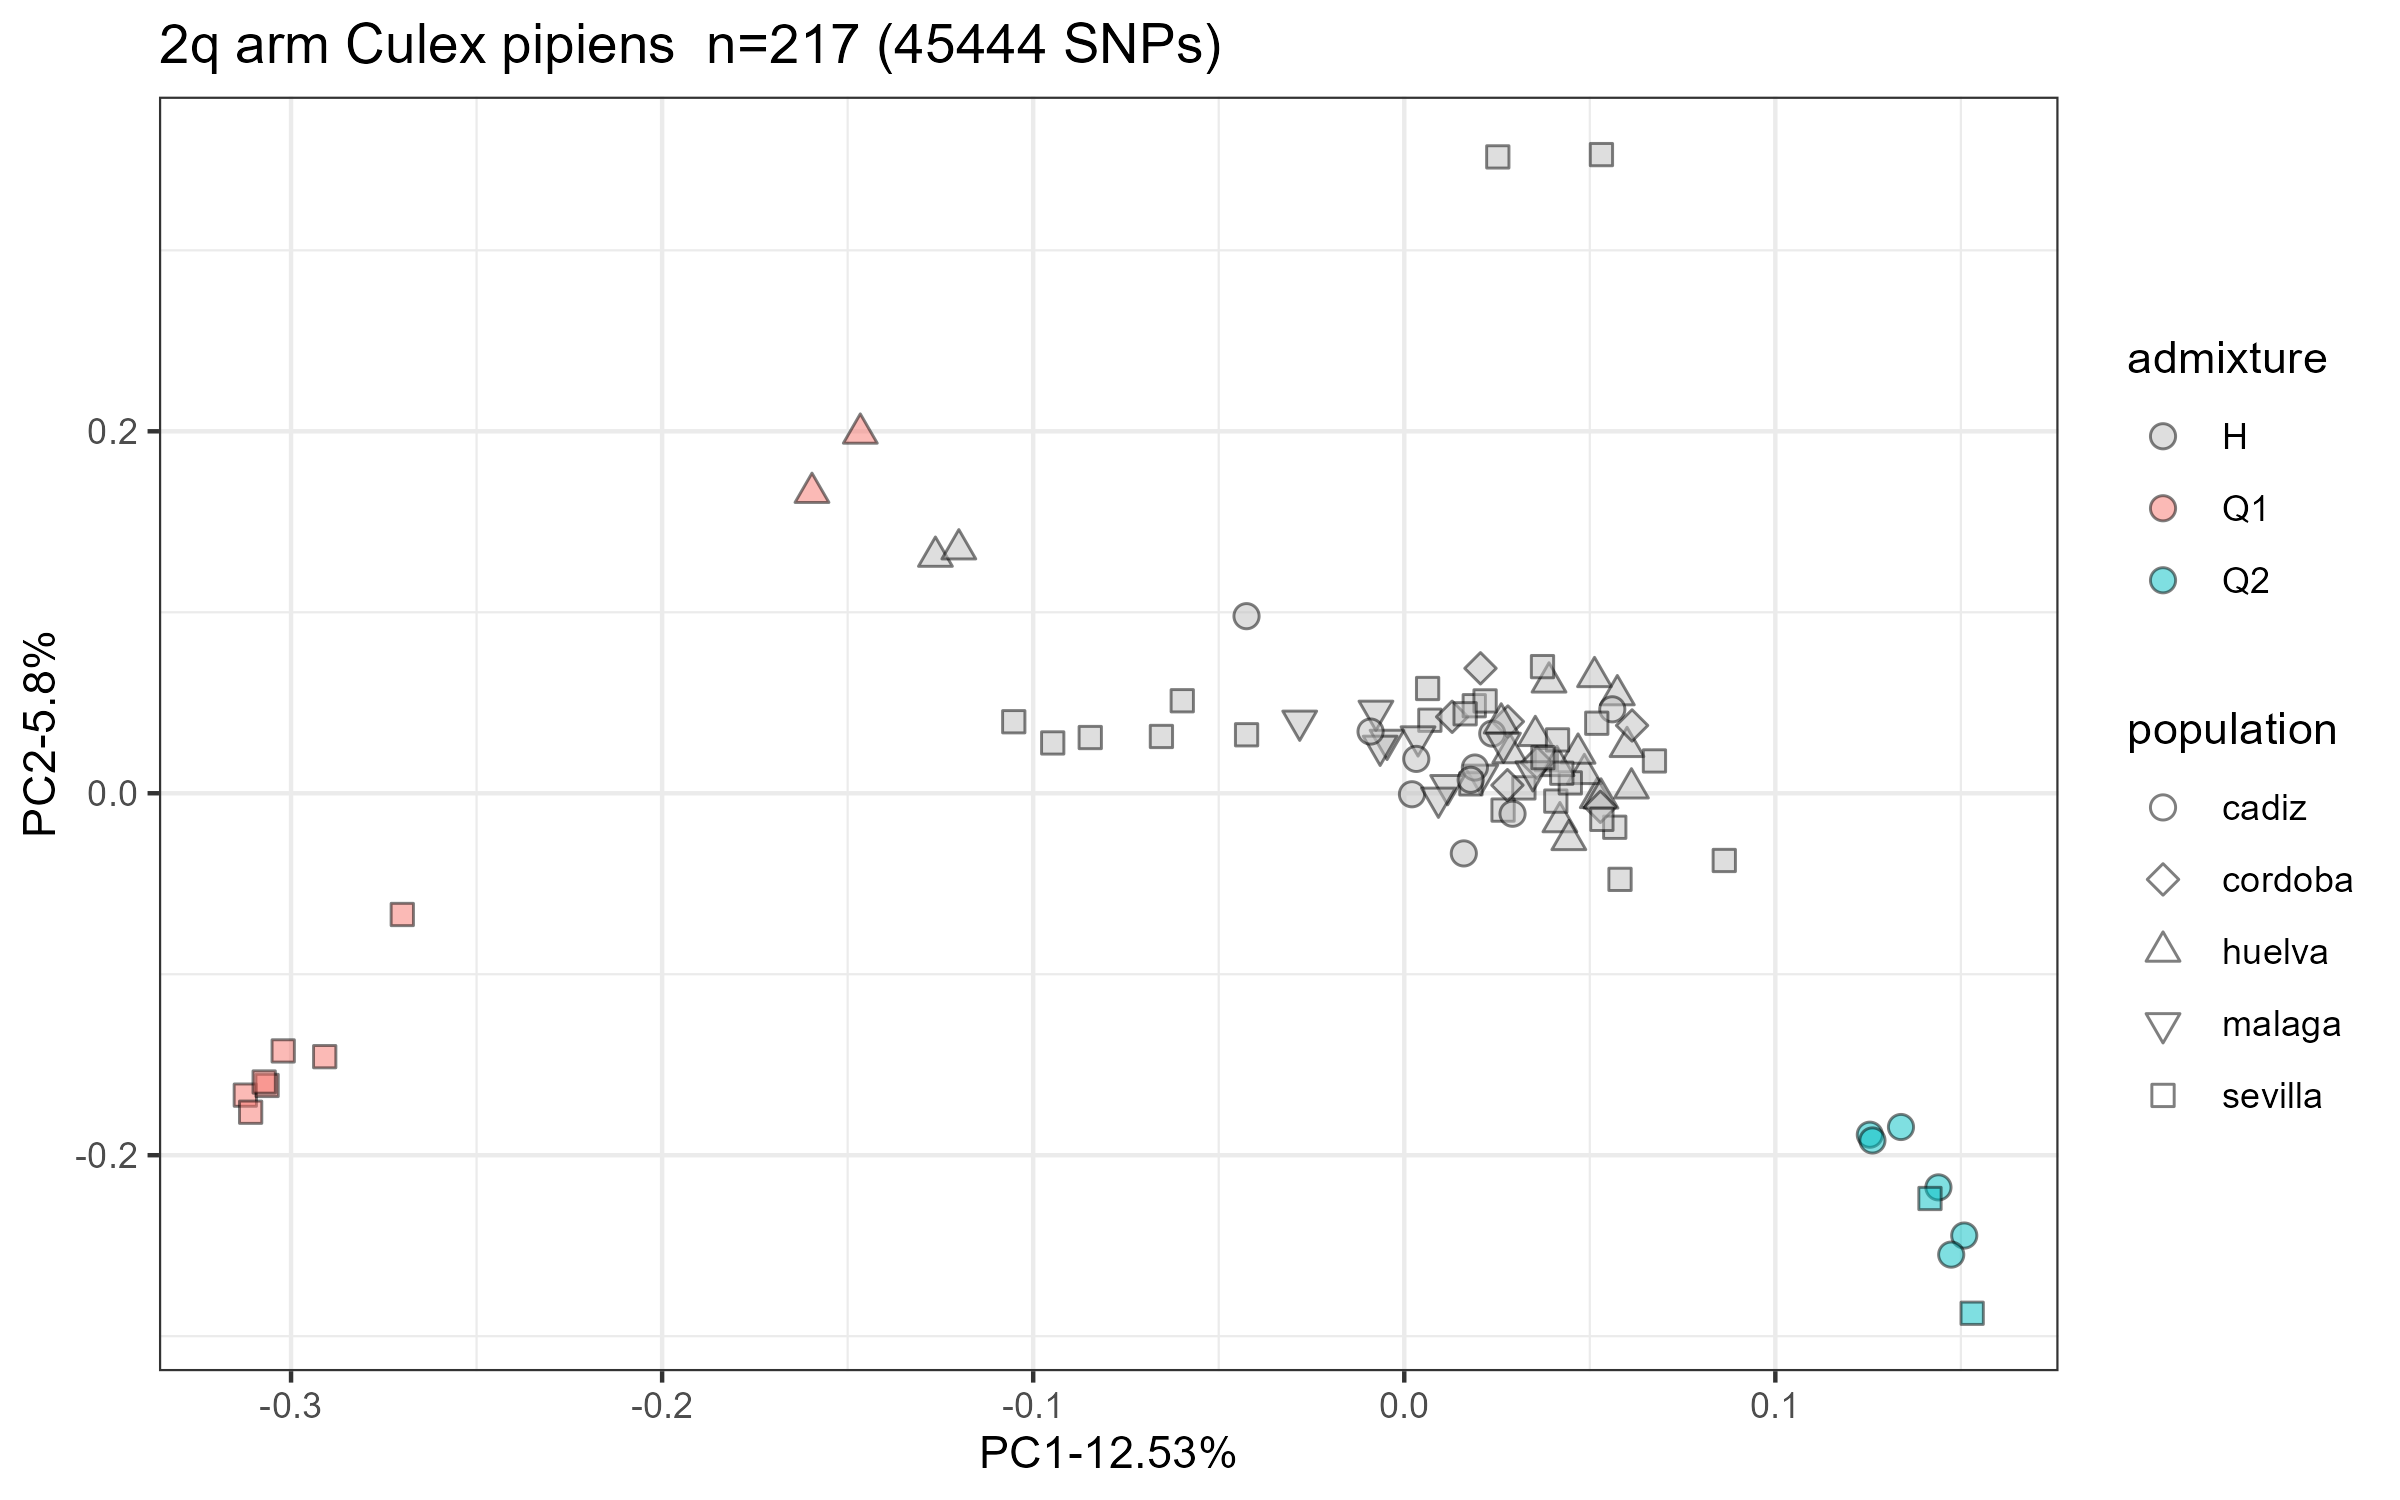 2q arm Culex pipiens  n=217 (45444 SNPs)
PC2-5.8%
0.2
0.0
-0.2
-0.3
-0.2
-0.1
0.0
0.1
PC1-12.53%
admixture
H
Q1
Q2
population
cadiz
cordoba
huelva
malaga
sevilla